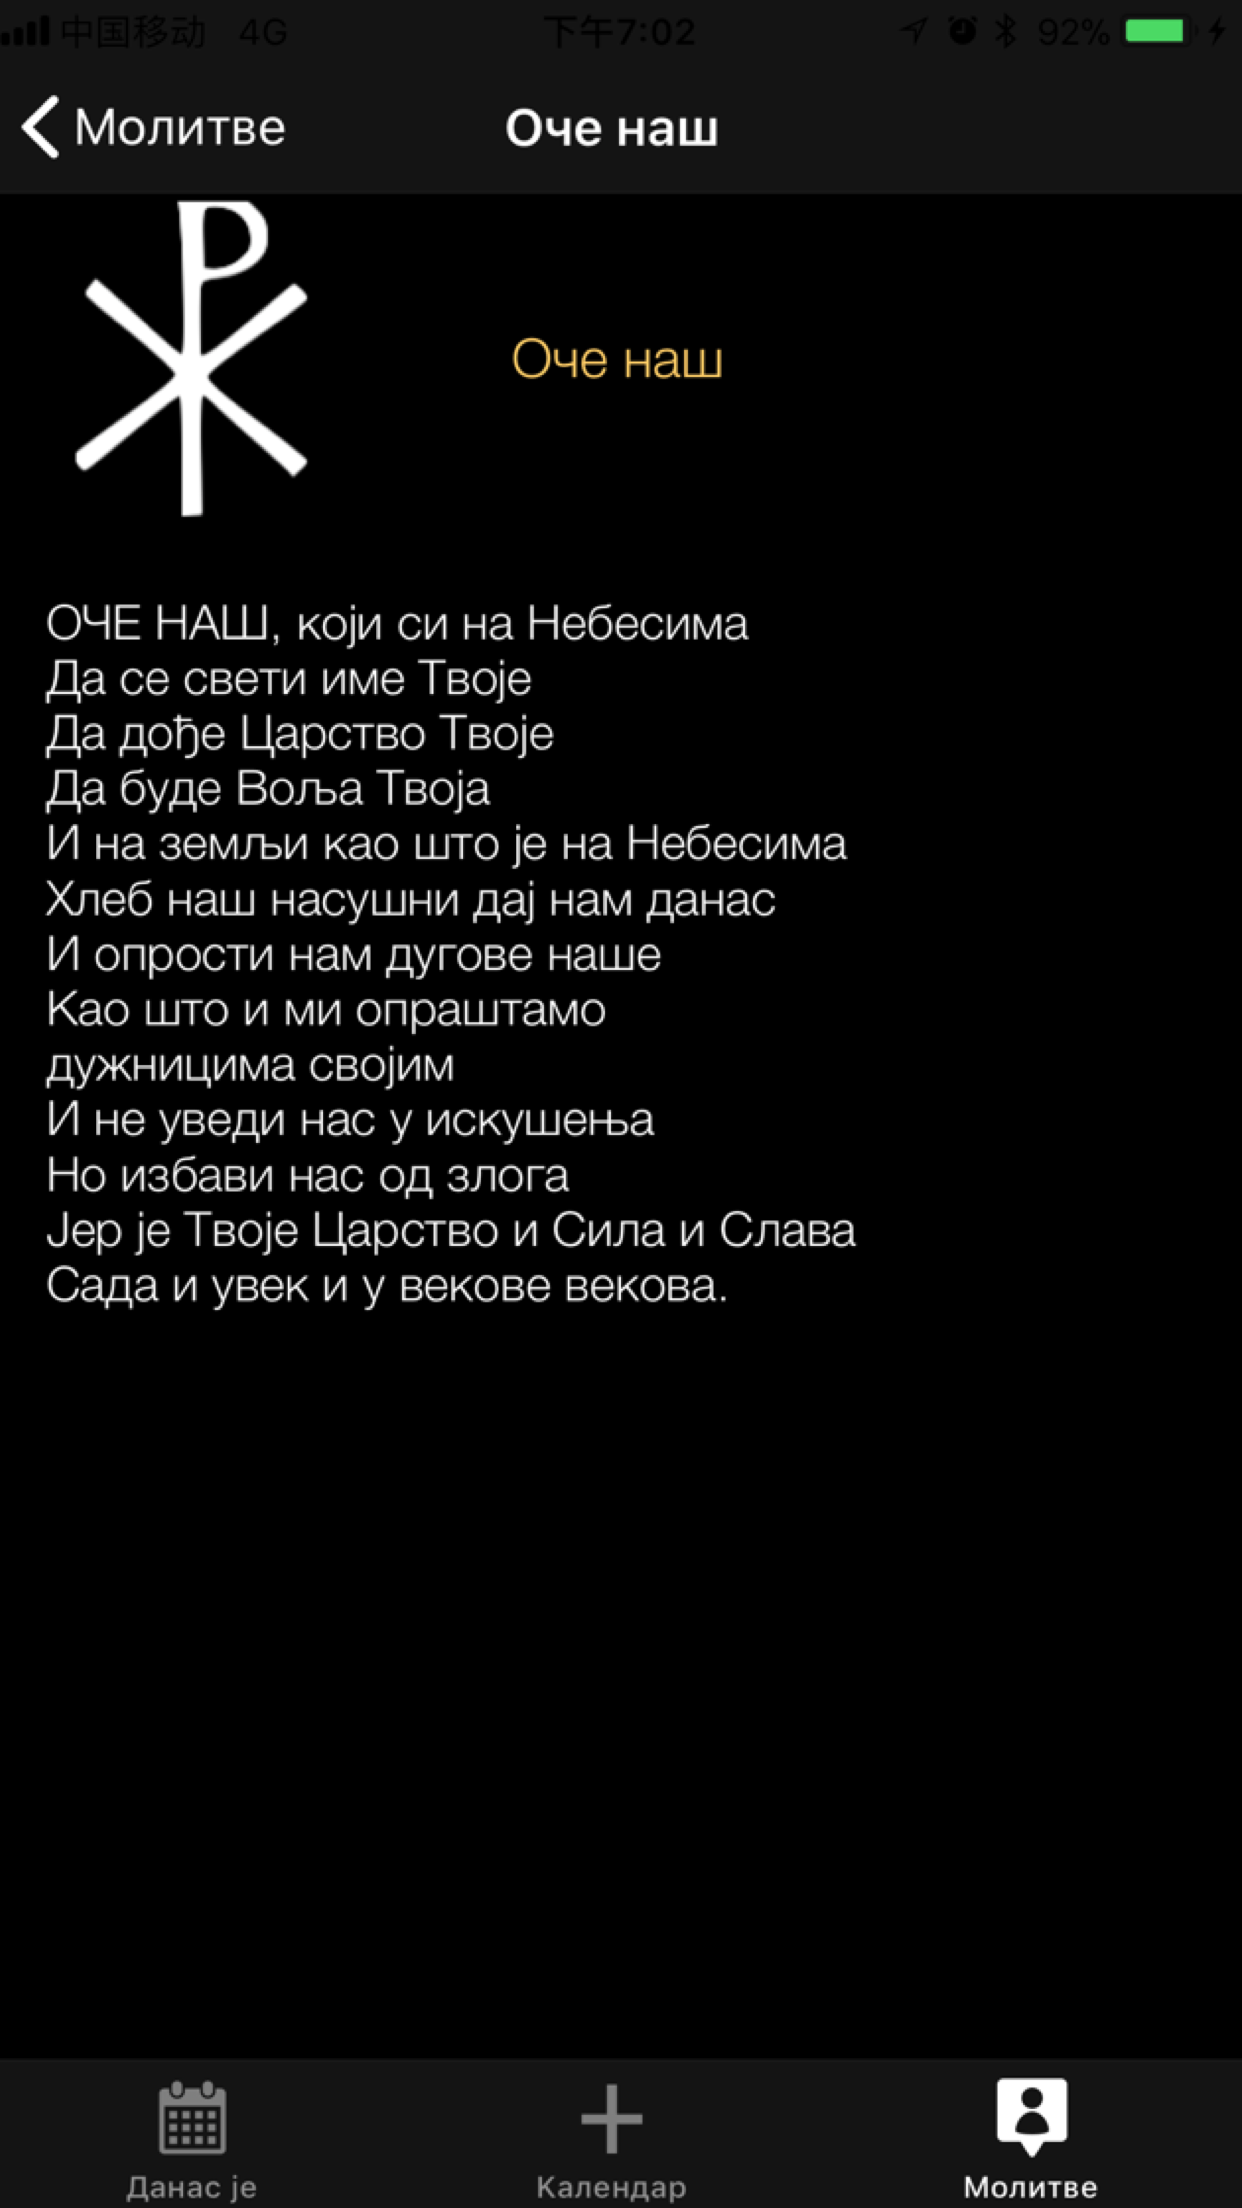 中国移动 4G 下午7:02 92%
Молитве Оче наш
Оче наш
ОЧЕ НАШ, који си на Небесима
Да се свети име Твоје
Да дође Царство Твоје
Да буде Воља Твоја
И на земљи као што је на Небесима
Хлеб наш насушни дај нам данас
И опрости нам дугове наше
Као што и ми опраштамо
дужницима својим
И не уведи нас у искушења
Но избави нас од злога
Јер је Твоје Царство и Сила и Слава
Сада и увек и у векове векова.
Данас је Календар Молитве